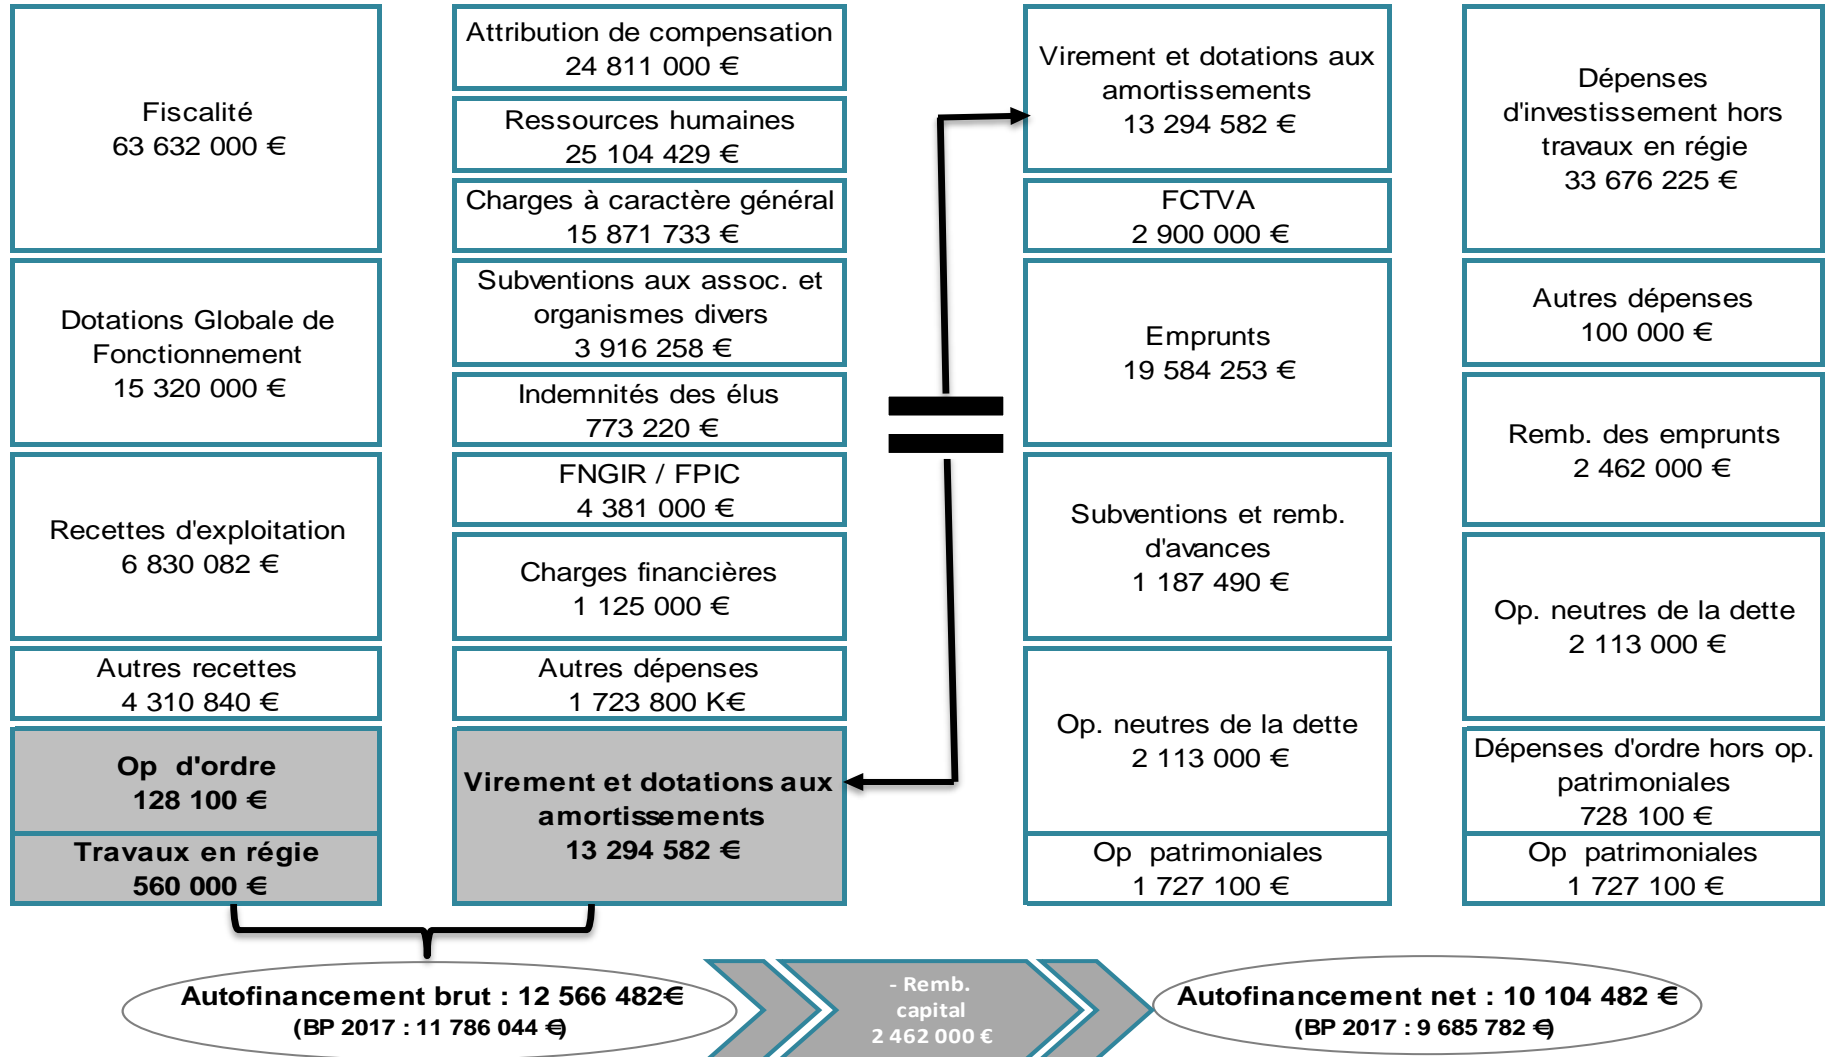 Fiscalité
63 632 000 €
Dotations Globale de
Fonctionnement
15 320 000 €
Recettes d'exploitation
6 830 082 €
Autres recettes
4 310 840 €
Op d'ordre
128 100 €
Travaux en régie
560 000 €
Attribution de compensation
24 811 000 €
Ressources humaines
25 104 429 €
Charges à caractère général
15 871 733 €
Subventions aux assoc. et
organismes divers
3 916 258 €
Indemnités des élus
773 220 €
FNGIR / FPIC
4 381 000 €
Charges financières
1 125 000 €
Autres dépenses
1 723 800 K€
Virement et dotations aux
amortissements
13 294 582 €
Virement et dotations aux
amortissements
13 294 582 €
FCTVA
2 900 000 €
Emprunts
19 584 253 €
Subventions et remb.
d'avances
1 187 490 €
Op. neutres de la dette
2 113 000 €
Op patrimoniales
1 727 100 €
Dépenses
d'investissement hors
travaux en régie
33 676 225 €
Autres dépenses
100 000 €
Remb. des emprunts
2 462 000 €
Op. neutres de la dette
2 113 000 €
Dépenses d'ordre hors op.
patrimoniales
728 100 €
Op patrimoniales
1 727 100 €
Autofinancement brut : 12 566 482€
(BP 2017 : 11 786 044 €)
- Remb.
capital
2 462 000 €
Autofinancement net : 10 104 482 €
(BP 2017 : 9 685 782 €)